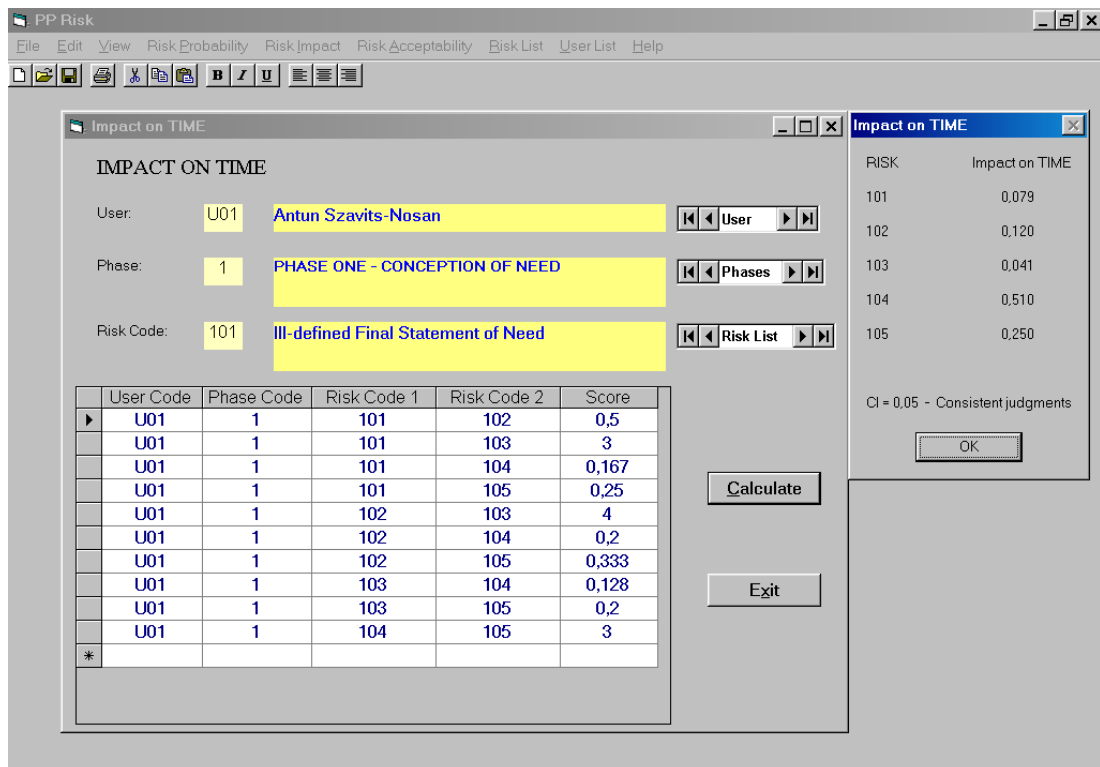 PP Risk
File Edit View Risk Probability Risk Impact Risk Acceptability Risk List User List Help
B I U
Impact on TIME
IMPACT ON TIME
User: U01 Antun Szavits-Nosan User
Phase: 1 PHASE ONE - CONCEPTION OF NEED Phases
Risk Code: 101 Ill-defined Final Statement of Need Risk List
User Code Phase Code Risk Code 1 Risk Code 2 Score
U01 1 101 102 0,5
U01 1 101 103 3
U01 1 101 104 0,167
U01 1 101 105 0,25
U01 1 102 103 4
U01 1 102 104 0,2
U01 1 102 105 0,333
U01 1 103 104 0,128
U01 1 103 105 0,2
U01 1 104 105 3
*
Calculate
Exit
Impact on TIME
RISK Impact on TIME
101 0,079
102 0,120
103 0,041
104 0,510
105 0,250
CI = 0,05 - Consistent judgments
OK